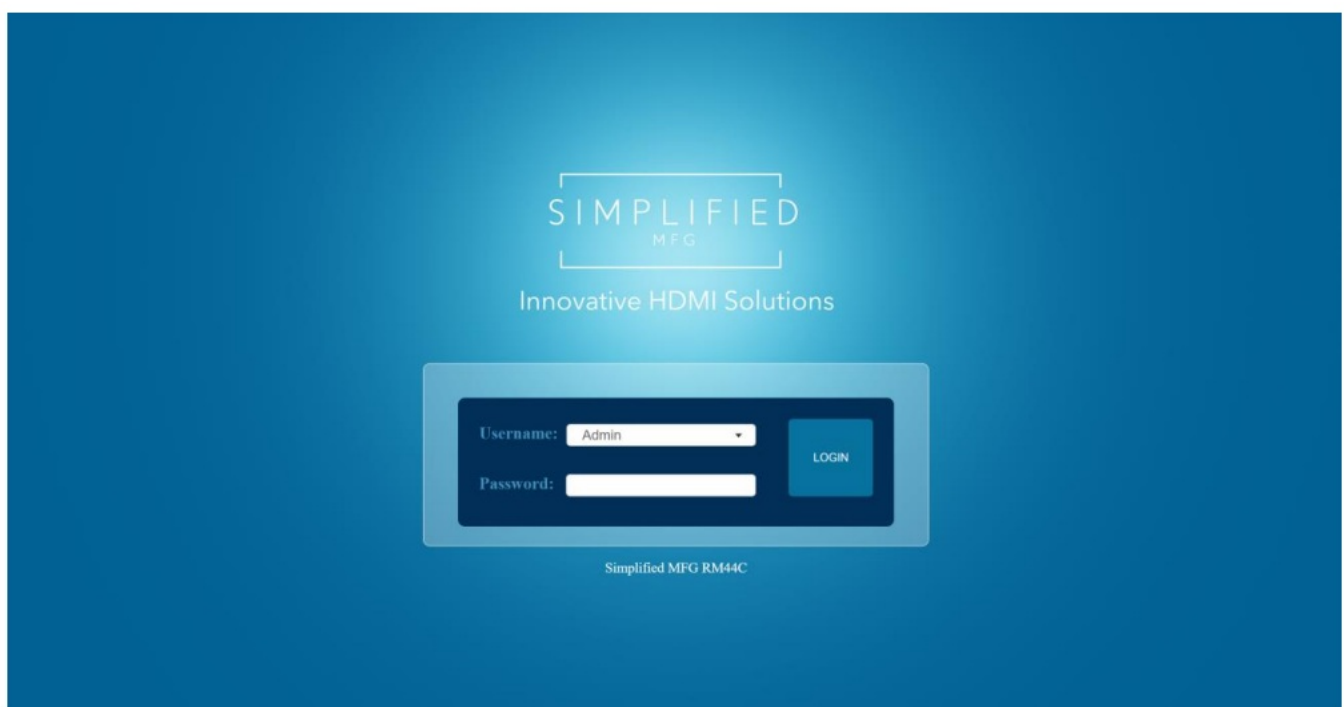 SIMPLIFIED
MFG
Innovative HDMI Solutions
Username: Admin
LOGIN
Password:
Simplified MFG RM44C